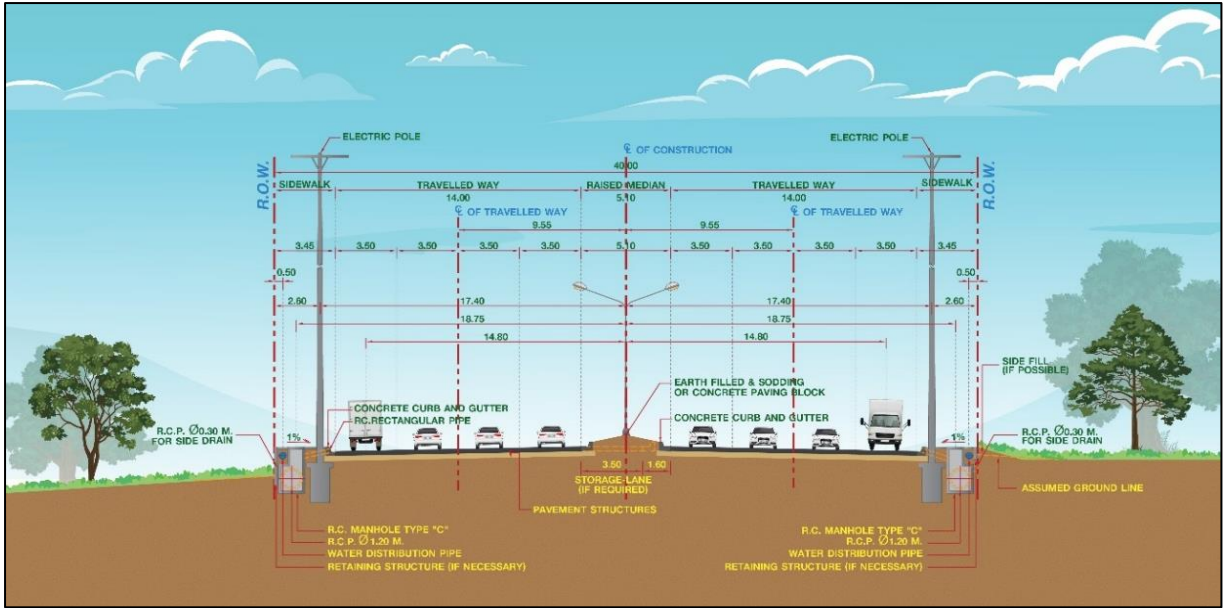 ELECTRIC POLE
ELECTRIC POLE
℄ OF CONSTRUCTION
40.00
R.O.W.
R.O.W.
SIDEWALK
TRAVELLED WAY
RAISED MEDIAN
TRAVELLED WAY
SIDEWALK
14.00
5.10
14.00
℄ OF TRAVELLED WAY
℄ OF TRAVELLED WAY
9.55
9.55
3.45
3.50
3.50
3.50
3.50
5.10
3.50
3.50
3.50
3.50
3.45
0.50
0.50
2.60
17.40
17.40
2.60
18.75
18.75
14.80
14.80
SIDE FILL
(IF POSSIBLE)
EARTH FILLED & SODDING
OR CONCRETE PAVING BLOCK
CONCRETE CURB AND GUTTER
CONCRETE CURB AND GUTTER
RC.RECTANGULAR PIPE
R.C.P. Ø0.30 M.
FOR SIDE DRAIN
1%
1%
R.C.P. Ø0.30 M.
FOR SIDE DRAIN
3.50
1.60
STORAGE-LANE
(IF REQUIRED)
ASSUMED GROUND LINE
PAVEMENT STRUCTURES
R.C. MANHOLE TYPE "C"
R.C.P. Ø1.20 M.
WATER DISTRIBUTION PIPE
RETAINING STRUCTURE (IF NECESSARY)
R.C. MANHOLE TYPE "C"
R.C.P. Ø1.20 M.
WATER DISTRIBUTION PIPE
RETAINING STRUCTURE (IF NECESSARY)